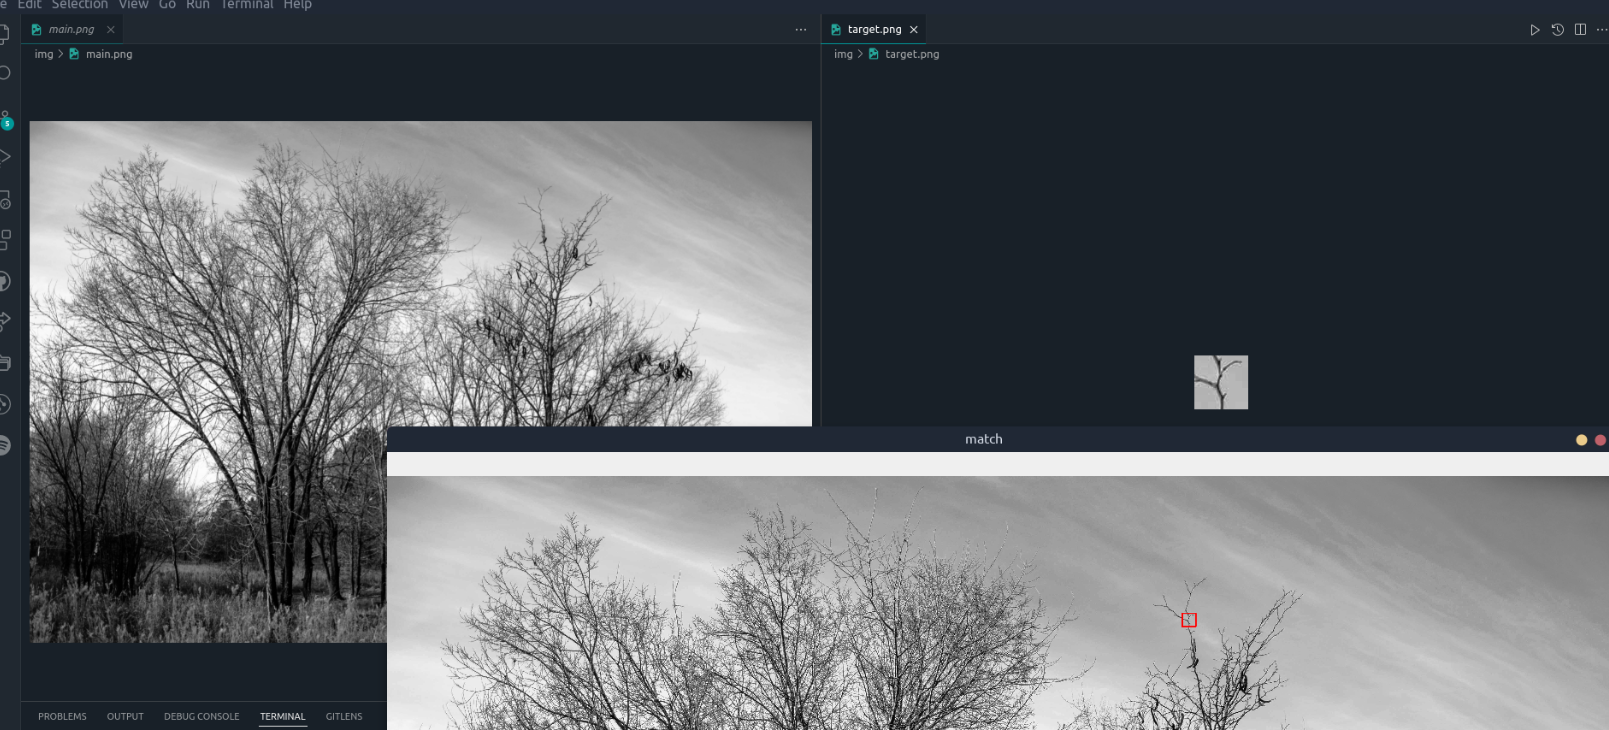 Edit Selection View Go Run Terminal Help
main.png
target.png
img > main.png
img > target.png
5
match
PROBLEMS OUTPUT DEBUG CONSOLE TERMINAL GITLENS